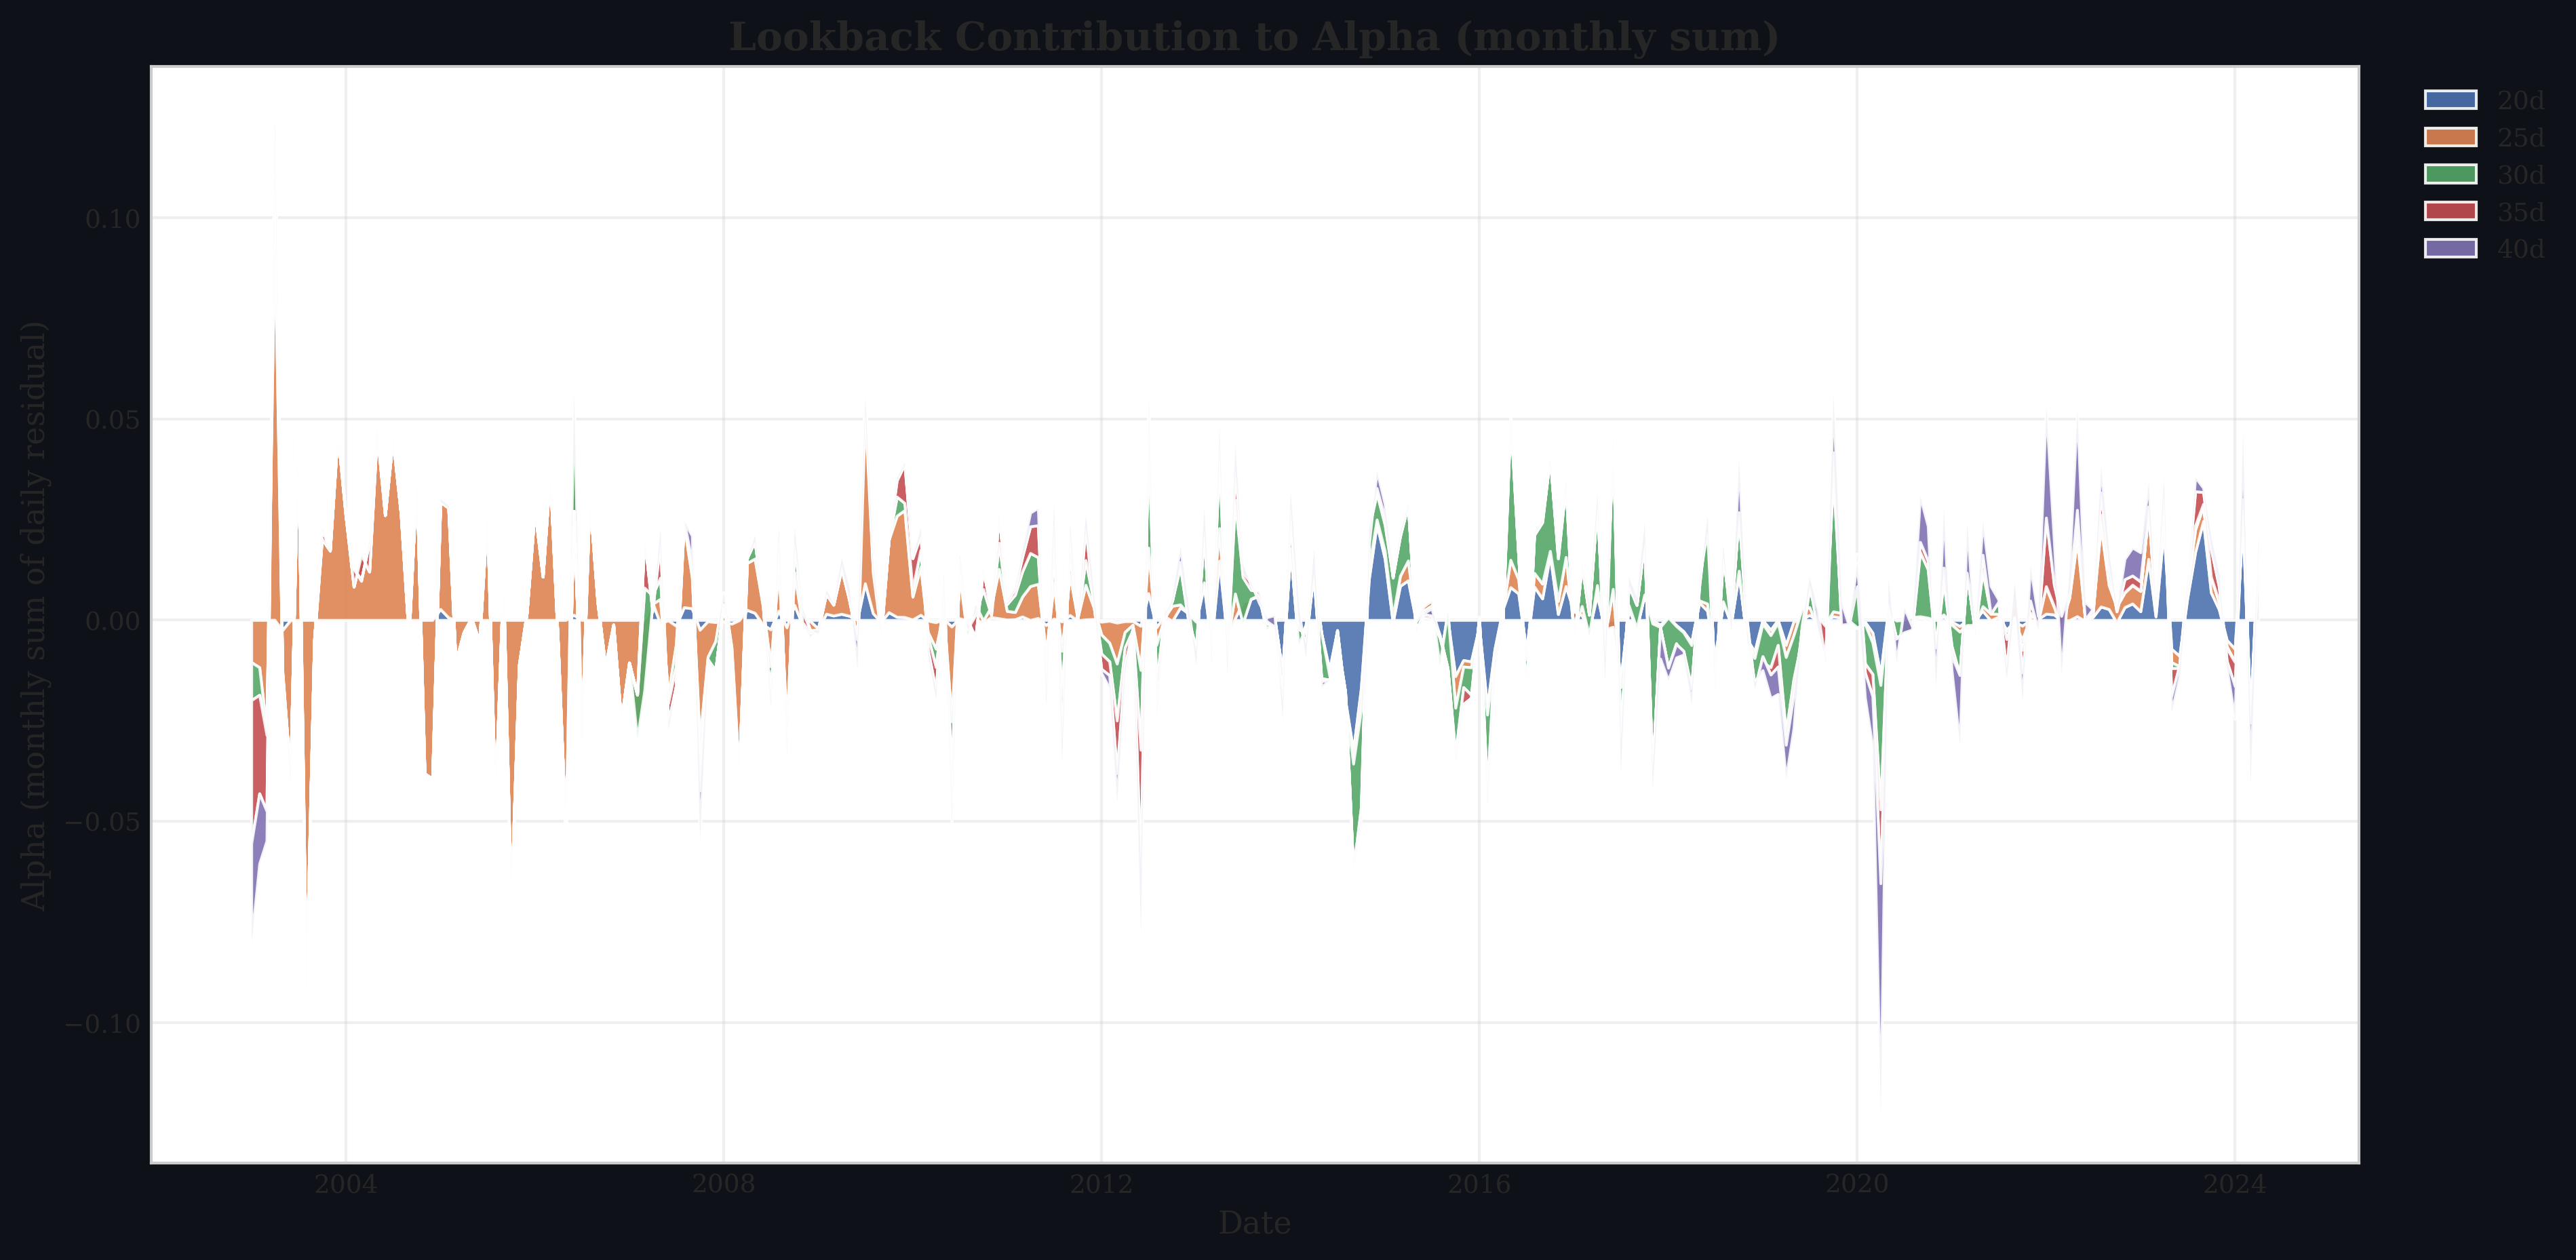 Lookback Contribution to Alpha (monthly sum)
20d
25d
30d
35d
40d
Alpha (monthly sum of daily residual)
0.10
0.05
0.00
−0.05
−0.10
2004
2008
2012
2016
2020
2024
Date